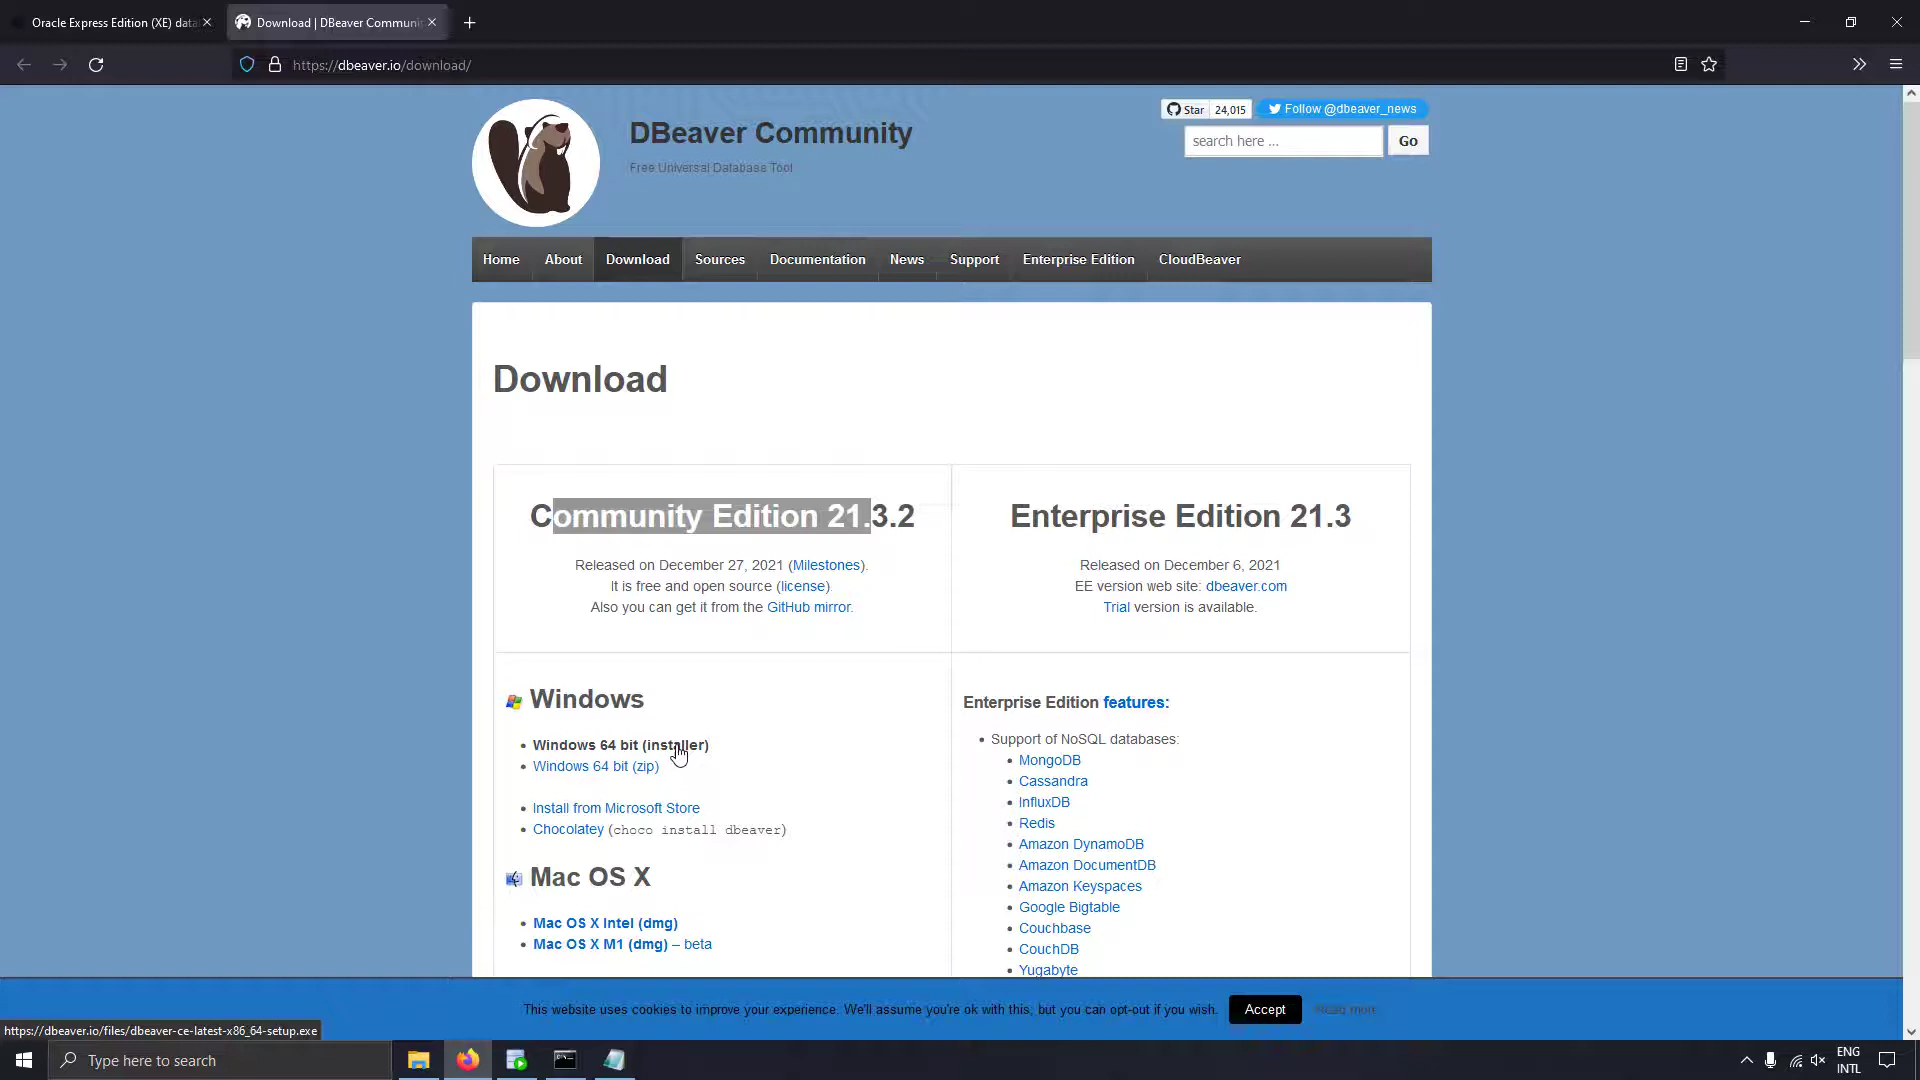 Oracle Express Edition (XE) data
Download | DBeaver Communi
https://dbeaver.io/download/
DBeaver Community
Free Universal Database Tool
Star 24,015
Follow @dbeaver_news
search here ...
Go
Home About Download Sources Documentation News Support Enterprise Edition CloudBeaver
Download
Community Edition 21.3.2
Released on December 27, 2021 (Milestones).
It is free and open source (license).
Also you can get it from the GitHub mirror.
Enterprise Edition 21.3
Released on December 6, 2021
EE version web site: dbeaver.com
Trial version is available.
Windows
Windows 64 bit (installer)
Windows 64 bit (zip)
Install from Microsoft Store
Chocolatey (choco install dbeaver)
Mac OS X
Mac OS X Intel (dmg)
Mac OS X M1 (dmg) – beta
Enterprise Edition features:
Support of NoSQL databases:
MongoDB
Cassandra
InfluxDB
Redis
Amazon DynamoDB
Amazon DocumentDB
Amazon Keyspaces
Google Bigtable
Couchbase
CouchDB
Yugabyte
This website uses cookies to improve your experience. We'll assume you're ok with this, but you can opt-out if you wish.
Accept
Read more
https://dbeaver.io/files/dbeaver-ce-latest-x86_64-setup.exe
Type here to search
ENG
INTL